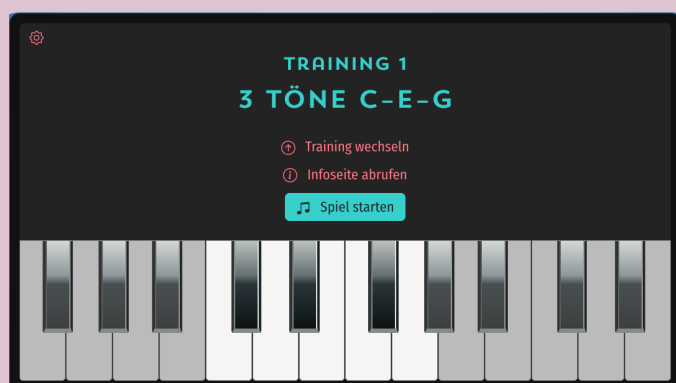 TRAINING 1
3 TÖNE C–E–G
Training wechseln
Infoseite abrufen
Spiel starten